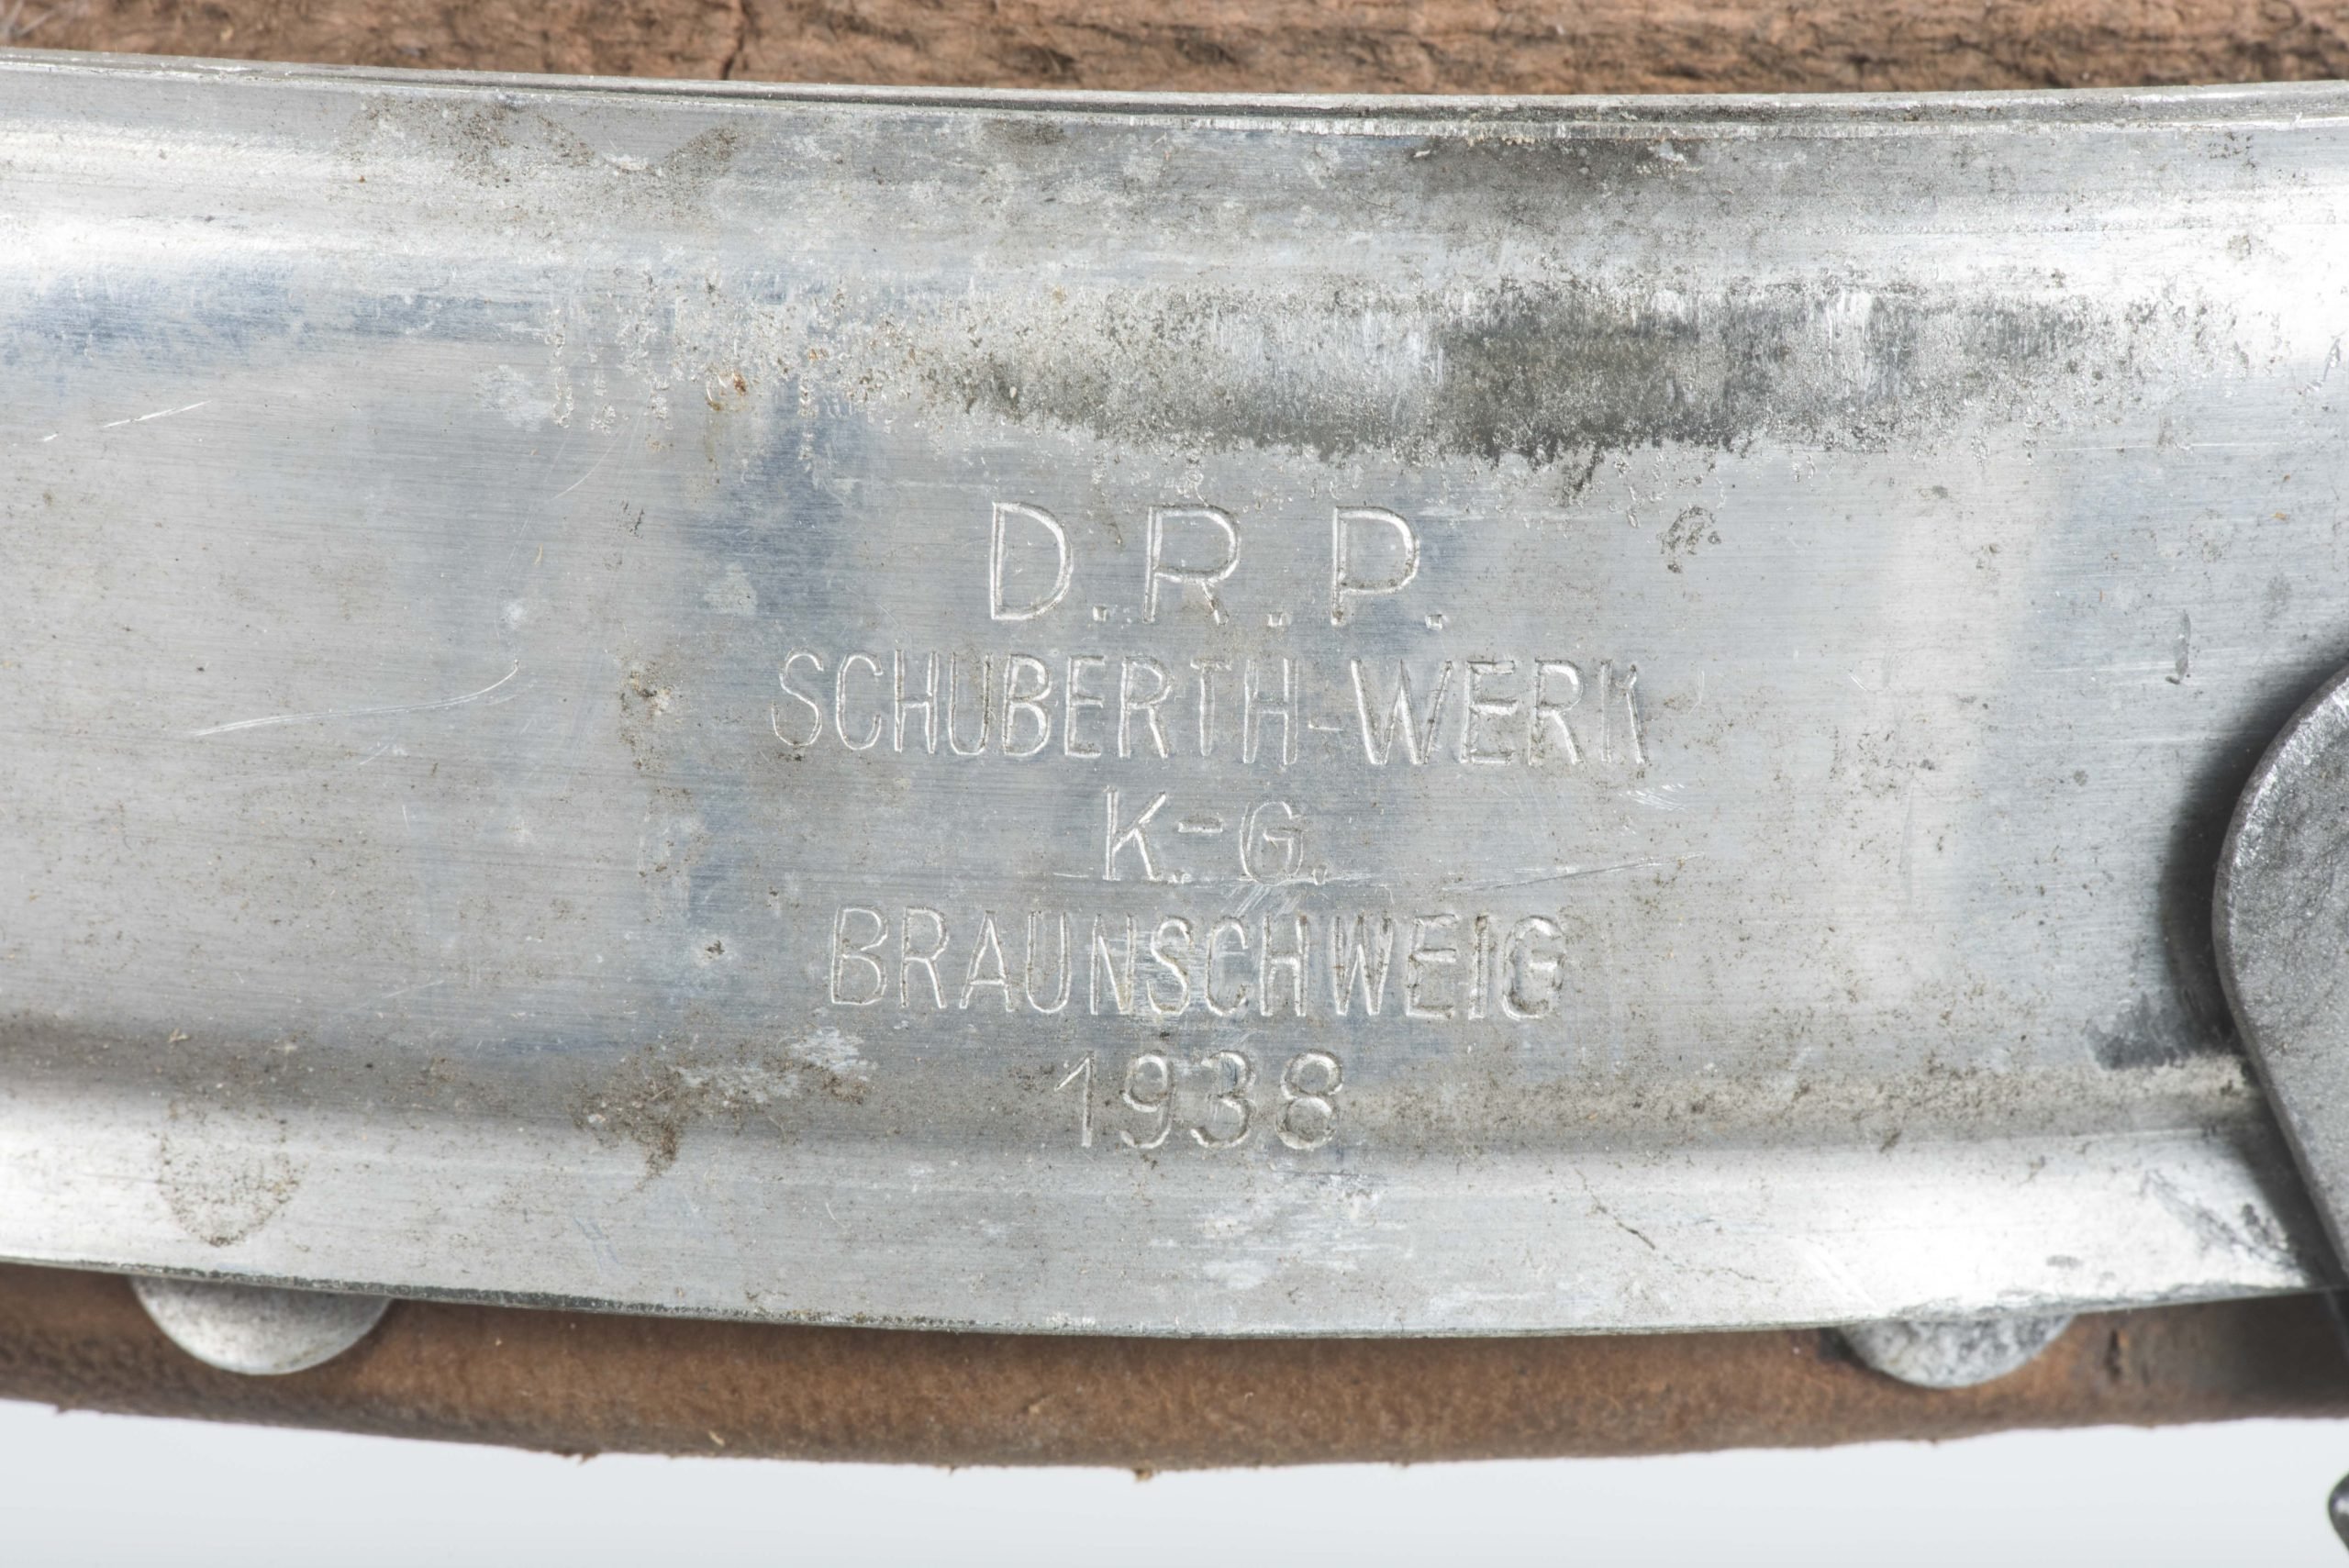 D.R.P.
SCHUBERTH-WERK
K.-G.
BRAUNSCHWEIG
1938